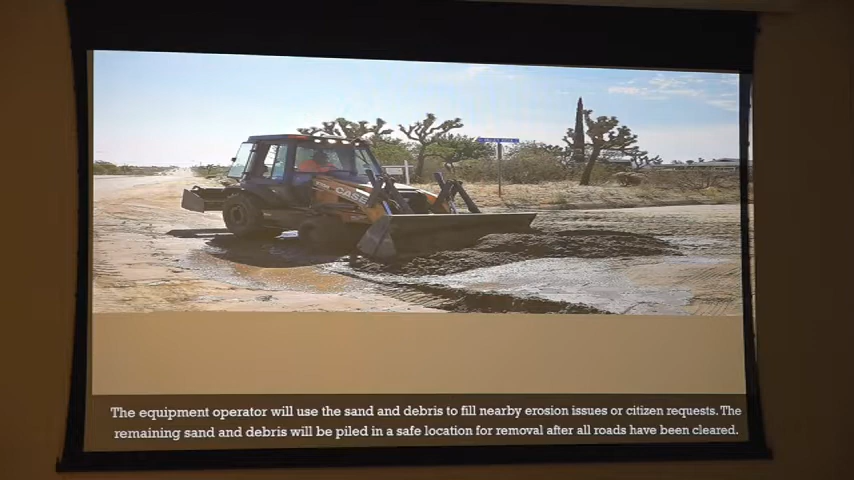 CASE
The equipment operator will use the sand and debris to fill nearby erosion issues or citizen requests. The
remaining sand and debris will be piled in a safe location for removal after all roads have been cleared.